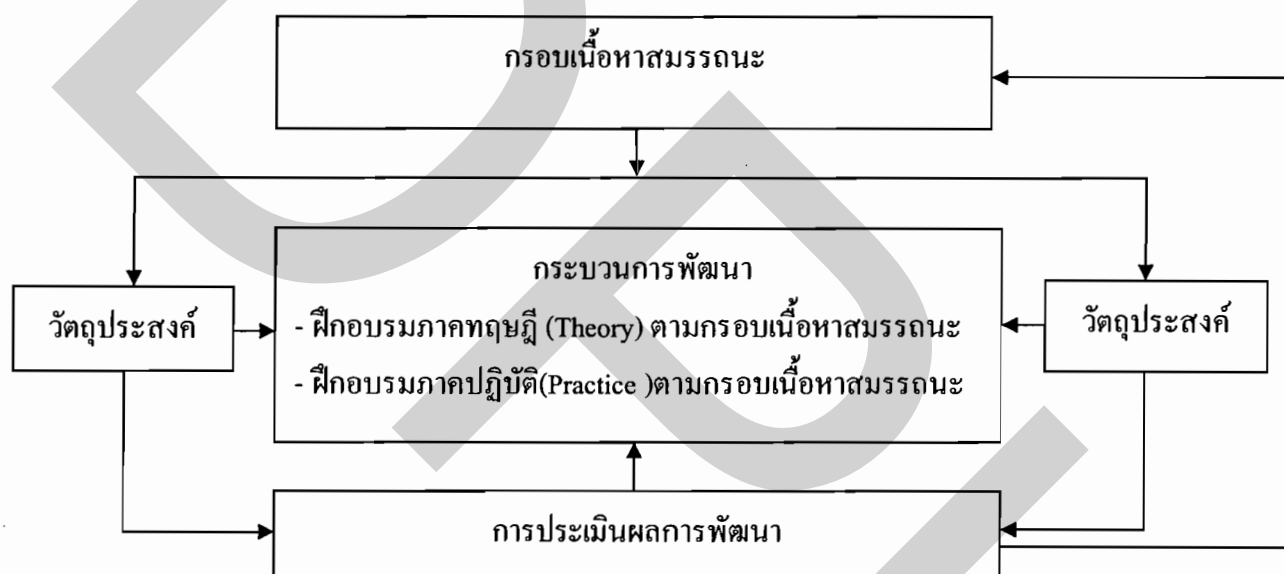 กรอบเนื้อหาสมรรถนะ
กระบวนการพัฒนา
วัตถุประสงค์
- ฝึกอบรมภาคทฤษฎี (Theory) ตามกรอบเนื้อหาสมรรถนะ
วัตถุประสงค์
- ฝึกอบรมภาคปฏิบัติ(Practice )ตามกรอบเนื้อหาสมรรถนะ
การประเมินผลการพัฒนา